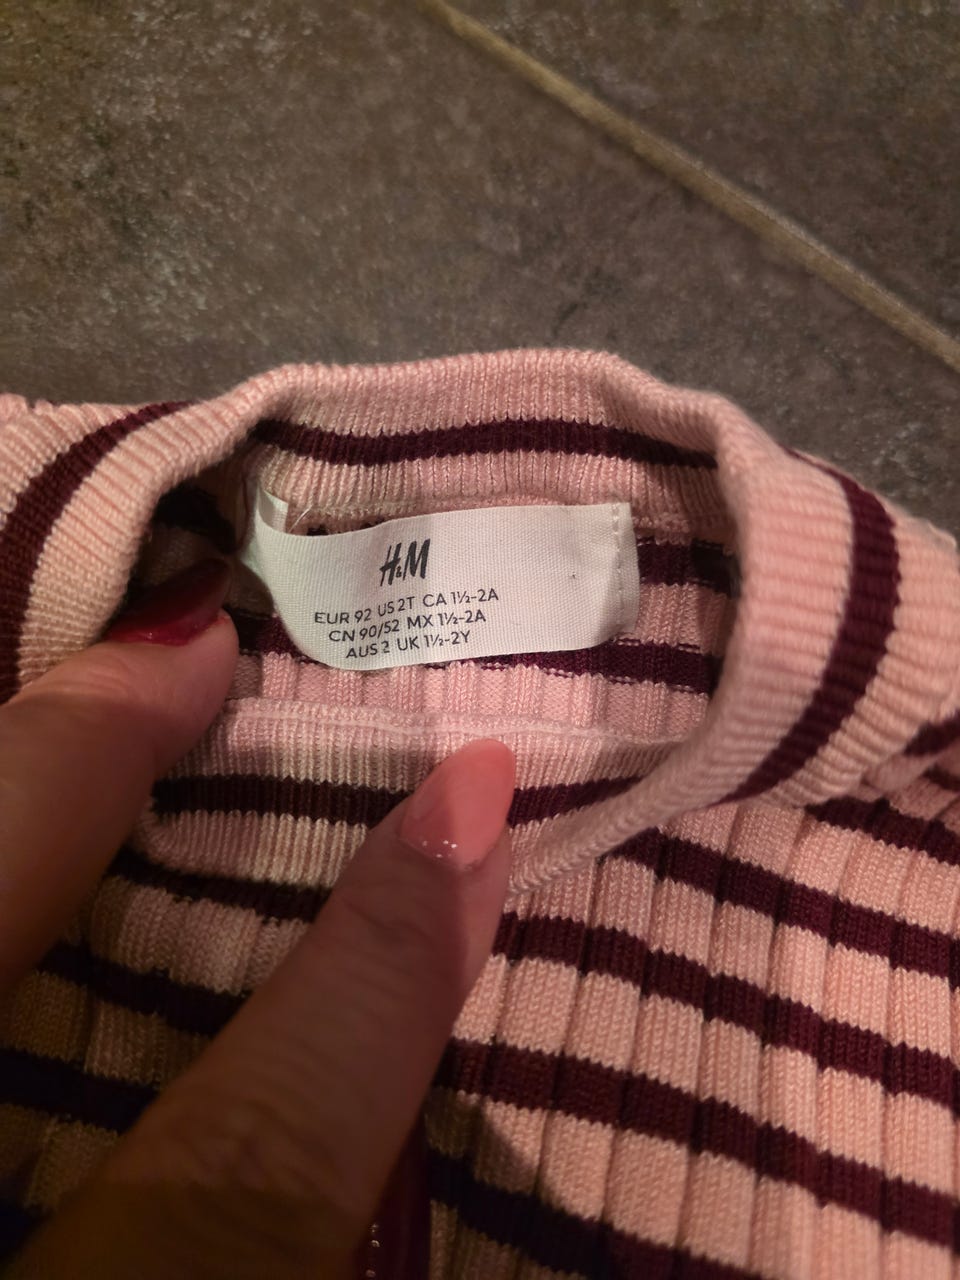 H&M
EUR 92 US 2T CA 1½-2A
CN 90/52 MX 1½-2A
AUS 2 UK 1½-2Y